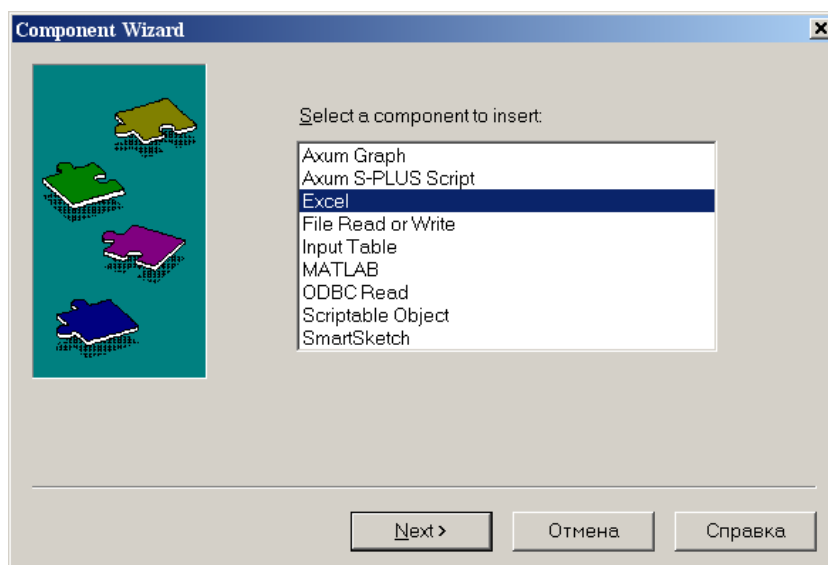 Component Wizard
Select a component to insert:
Axum Graph
Axum S-PLUS Script
Excel
File Read or Write
Input Table
MATLAB
ODBC Read
Scriptable Object
SmartSketch
Next >
Отмена
Справка